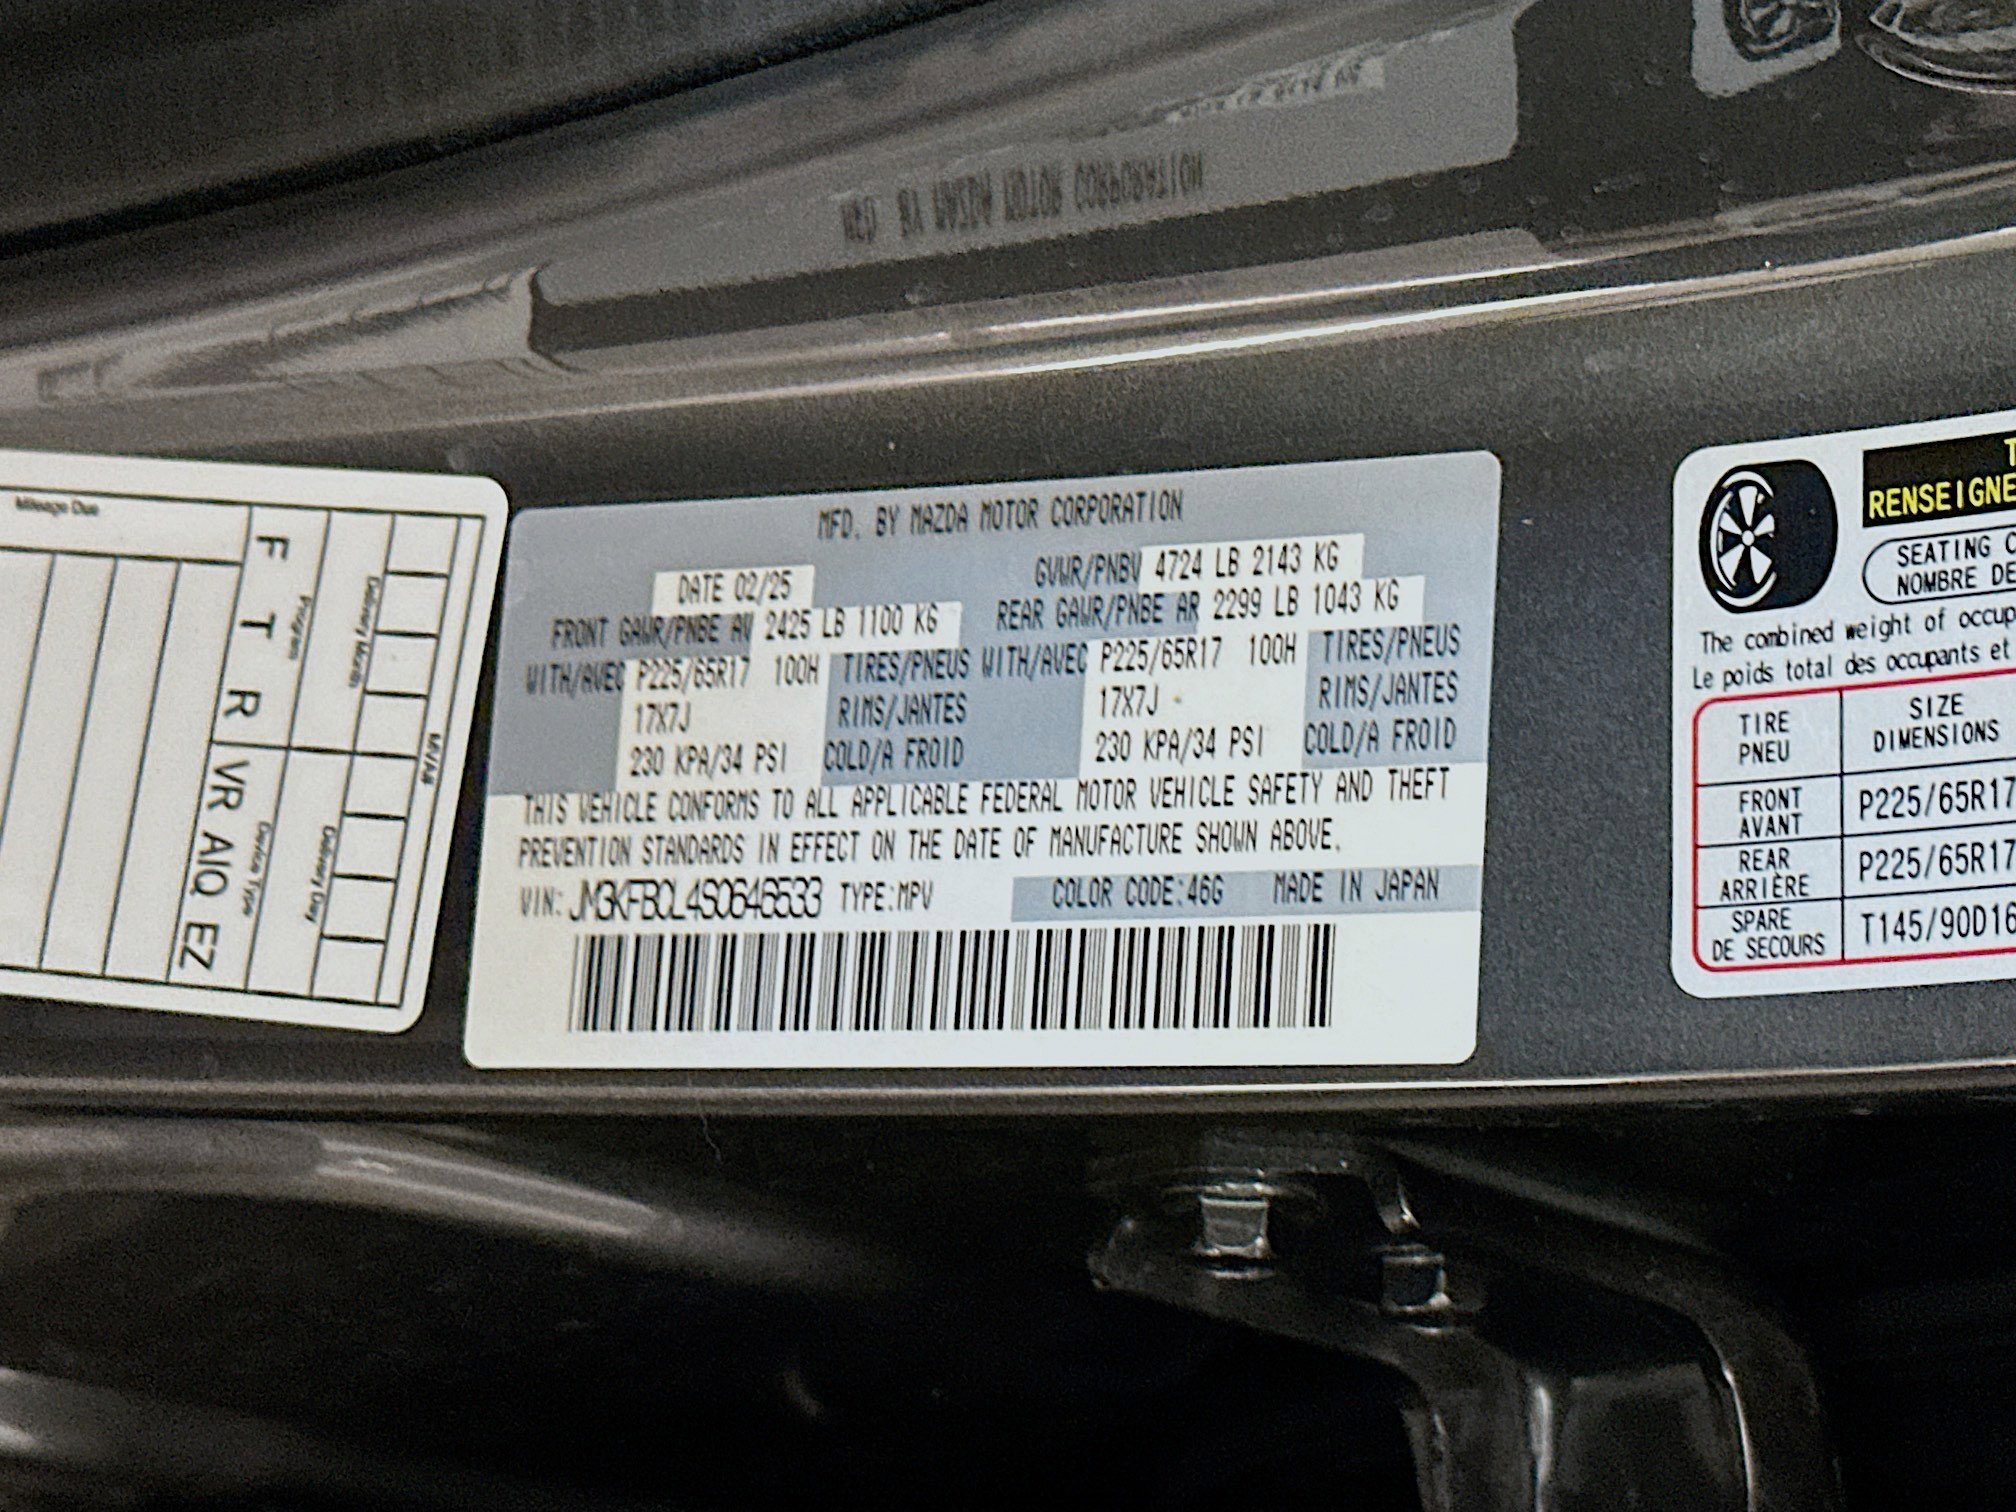 MFD. BY MAZDA MOTOR CORPORATION
DATE 02/25
GVWR/PNBV 4724 LB 2143 KG
FRONT GAWR/PNBE AV 2425 LB 1100 KG
REAR GAWR/PNBE AR 2299 LB 1043 KG
WITH/AVEC P225/65R17 100H TIRES/PNEUS WITH/AVEC P225/65R17 100H TIRES/PNEUS
17X7J RIMS/JANTES 17X7J RIMS/JANTES
230 KPA/34 PSI COLD/A FROID 230 KPA/34 PSI COLD/A FROID
THIS VEHICLE CONFORMS TO ALL APPLICABLE FEDERAL MOTOR VEHICLE SAFETY AND THEFT
PREVENTION STANDARDS IN EFFECT ON THE DATE OF MANUFACTURE SHOWN ABOVE.
VIN: JM3KFBCL4S0646533 TYPE:MPV COLOR CODE:46G MADE IN JAPAN
Mileage Due
F T R
VR AIQ EZ
Device Type
Delivery Day
T
RENSEIGNE
SEATING C
NOMBRE DE
The combined weight of occup
Le poids total des occupants et
TIRE SIZE
PNEU DIMENSIONS
FRONT
AVANT P225/65R17
REAR
ARRIÈRE P225/65R17
SPARE
DE SECOURS T145/90D16